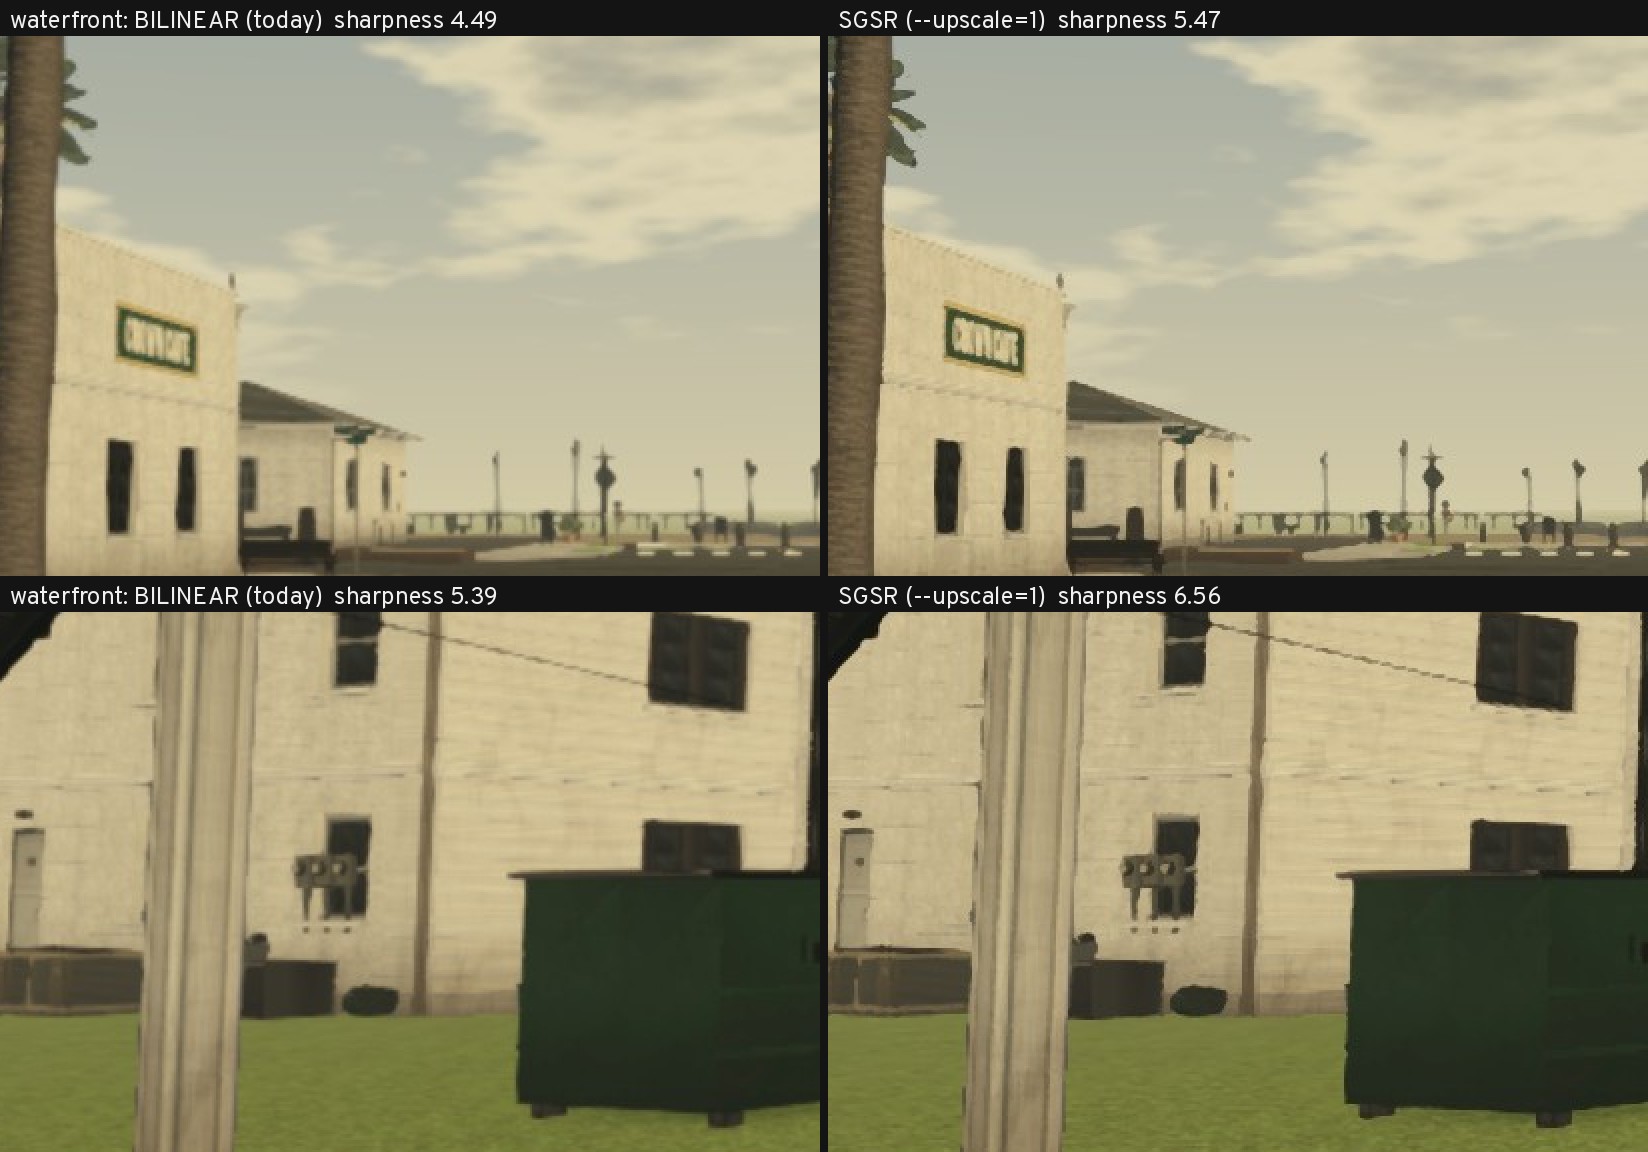 waterfront: BILINEAR (today) sharpness 4.49
SGSR (--upscale=1) sharpness 5.47
waterfront: BILINEAR (today) sharpness 5.39
SGSR (--upscale=1) sharpness 6.56